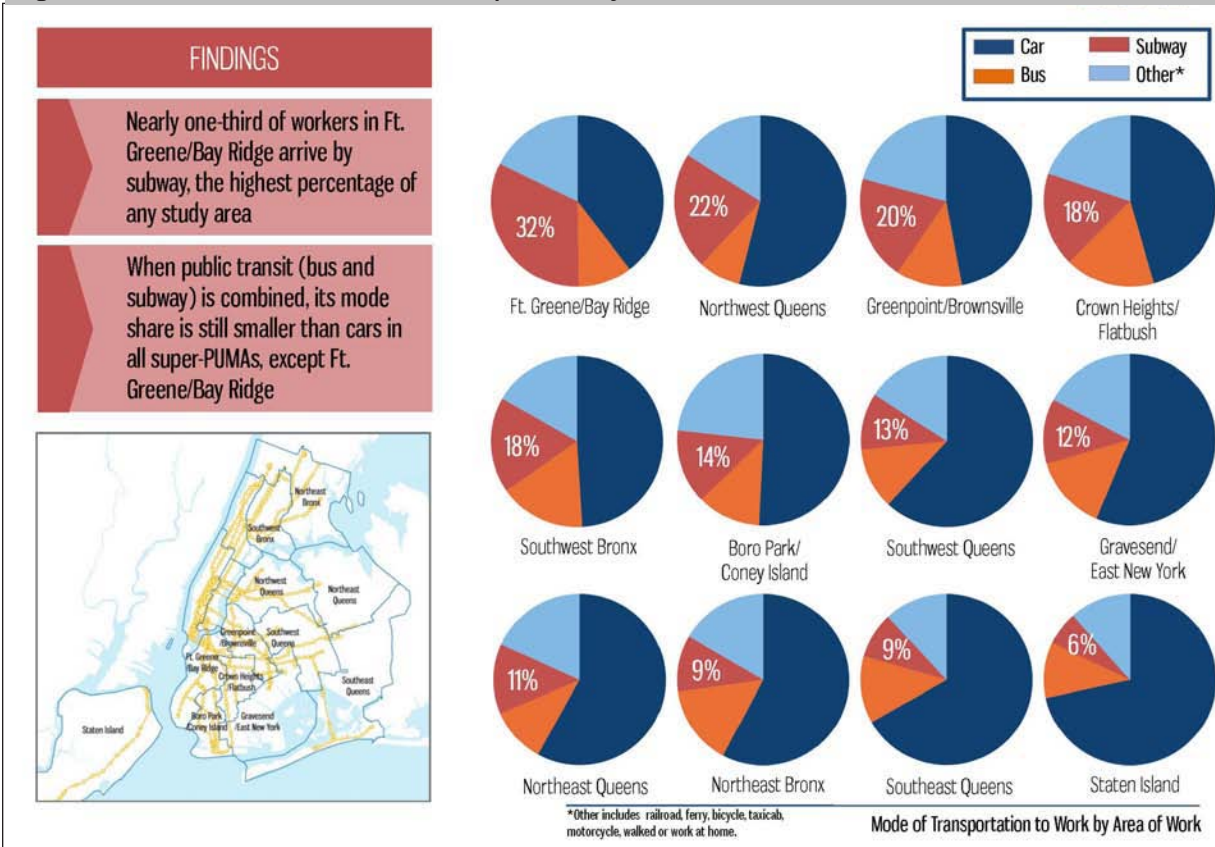 FINDINGS
Nearly one-third of workers in Ft.
Greene/Bay Ridge arrive by
subway, the highest percentage of
any study area
When public transit (bus and
subway) is combined, its mode
share is still smaller than cars in
all super-PUMAs, except Ft.
Greene/Bay Ridge
Car
Subway
Bus
Other*
32%
22%
20%
18%
Ft. Greene/Bay Ridge
Northwest Queens
Greenpoint/Brownsville
Crown Heights/
Flatbush
18%
14%
13%
12%
Southwest Bronx
Boro Park/
Coney Island
Southwest Queens
Gravesend/
East New York
11%
9%
9%
6%
Northeast Queens
Northeast Bronx
Southeast Queens
Staten Island
Northeast
Bronx
Southwest
Bronx
Northwest
Queens
Northeast
Queens
Greenpoint
/Brownsville
Southwest
Queens
Ft. Greene
/Bay Ridge
Crown Heights
/Flatbush
Southeast
Queens
Boro Park
/Coney Island
Gravesend
/East New York
Staten Island
*Other includes railroad, ferry, bicycle, taxicab,
motorcycle, walked or work at home.
Mode of Transportation to Work by Area of Work